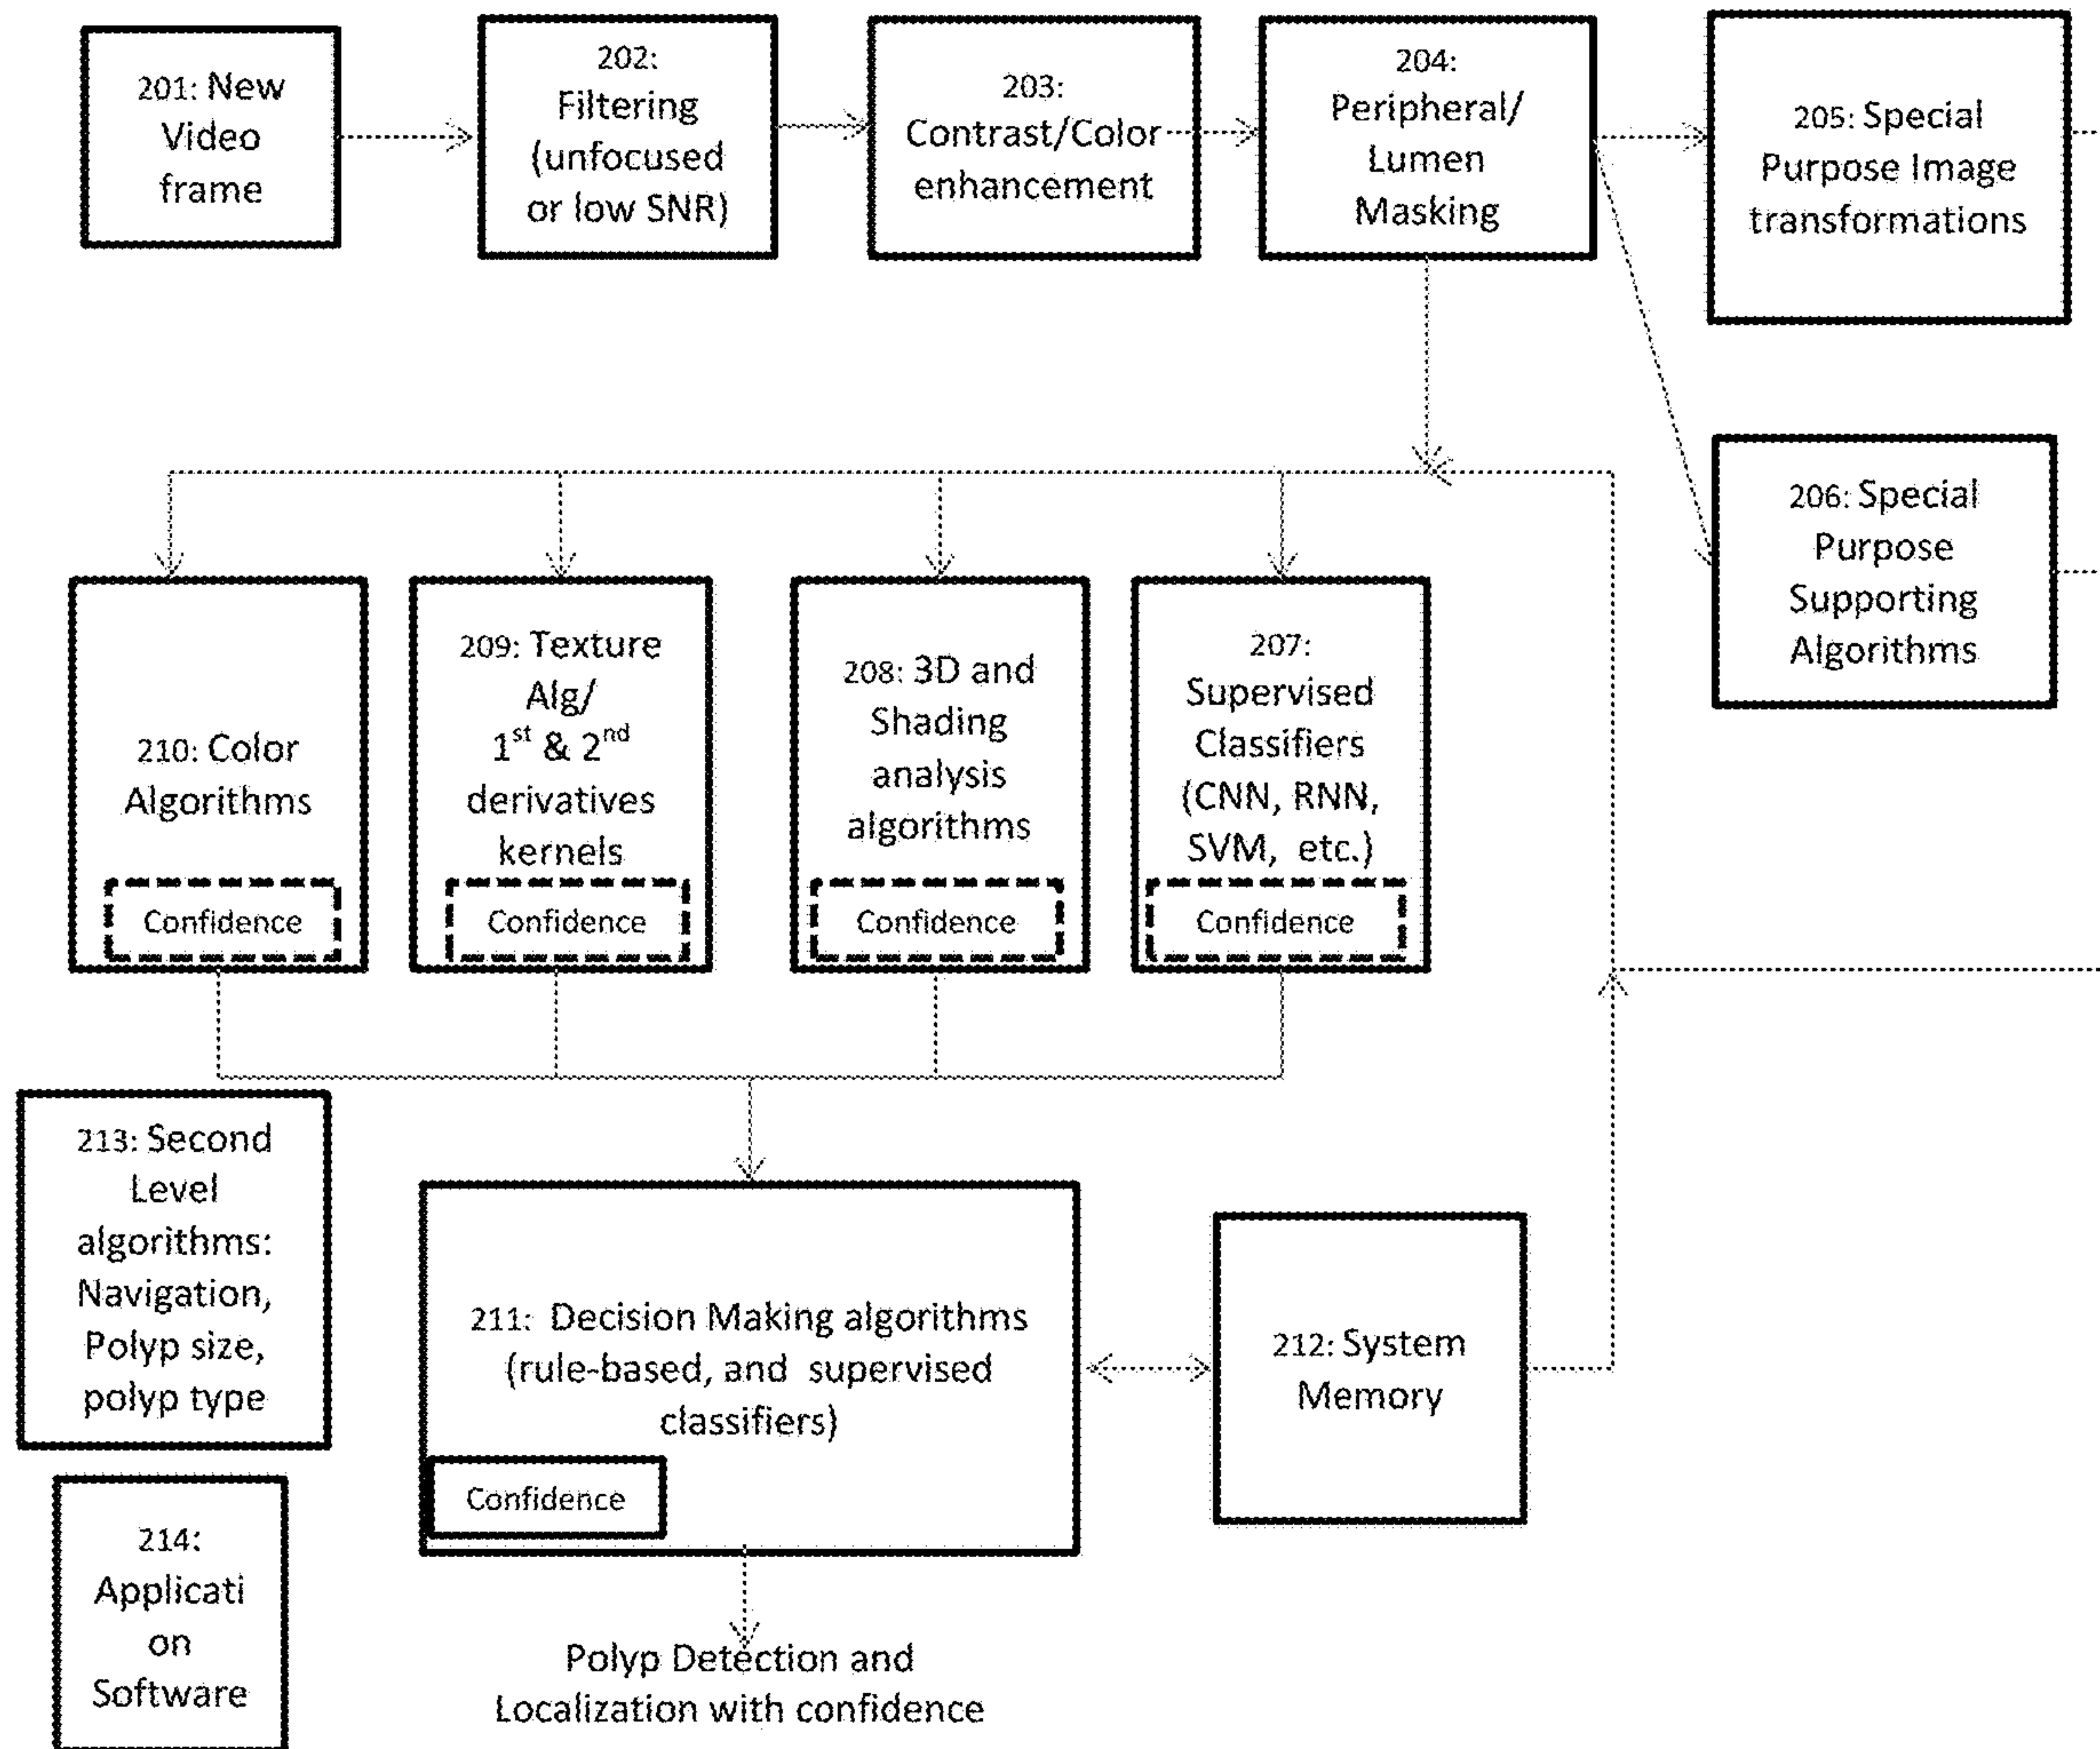 201: New
Video
frame
202:
Filtering
(unfocused
or low SNR)
203:
Contrast/Color
enhancement
204:
Peripheral/
Lumen
Masking
205: Special
Purpose Image
transformations
206: Special
Purpose
Supporting
Algorithms
210: Color
Algorithms
Confidence
209: Texture
Alg/
1st & 2nd
derivatives
kernels
Confidence
208: 3D and
Shading
analysis
algorithms
Confidence
207:
Supervised
Classifiers
(CNN, RNN,
SVM, etc.)
Confidence
213: Second
Level
algorithms:
Navigation,
Polyp size,
polyp type
211: Decision Making algorithms
(rule-based, and supervised
classifiers)
Confidence
212: System
Memory
214:
Applicati
on
Software
Polyp Detection and
Localization with confidence